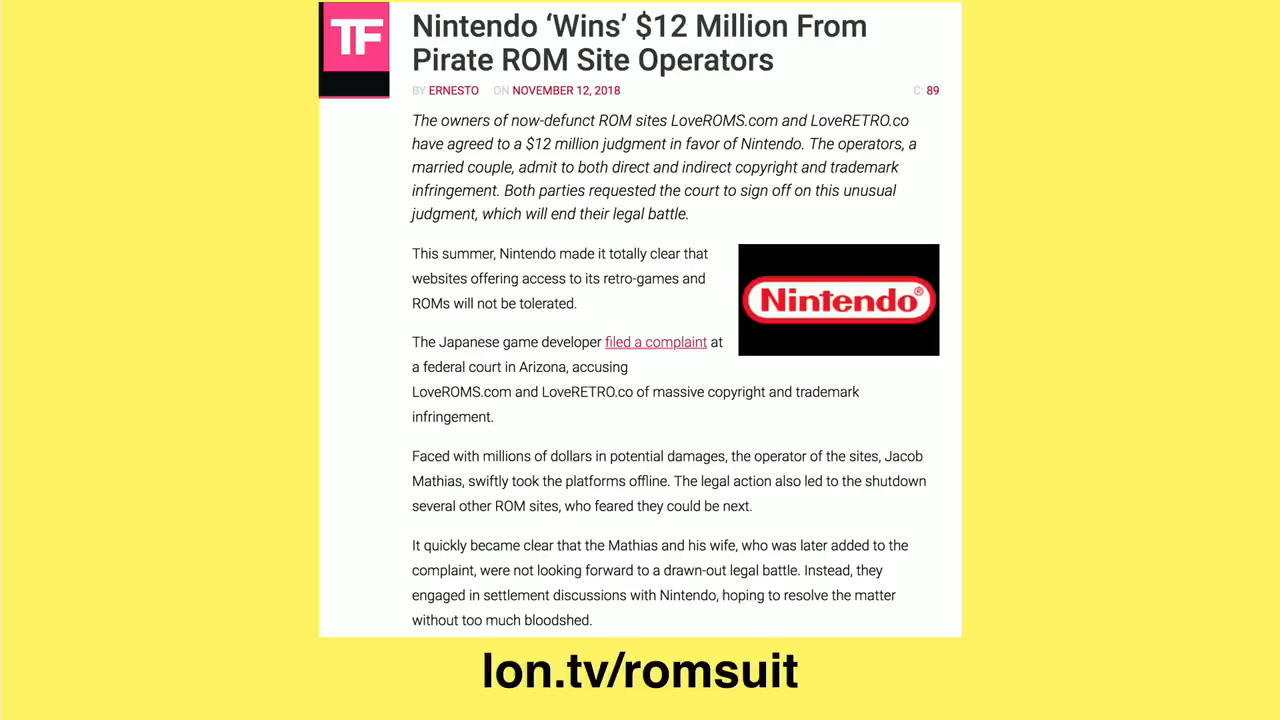 TF
Nintendo ‘Wins’ $12 Million From
Pirate ROM Site Operators
BY ERNESTO ON NOVEMBER 12, 2018 C: 89
The owners of now-defunct ROM sites LoveROMS.com and LoveRETRO.co
have agreed to a $12 million judgment in favor of Nintendo. The operators, a
married couple, admit to both direct and indirect copyright and trademark
infringement. Both parties requested the court to sign off on this unusual
judgment, which will end their legal battle.
This summer, Nintendo made it totally clear that
websites offering access to its retro-games and
ROMs will not be tolerated.
Nintendo®
The Japanese game developer filed a complaint at
a federal court in Arizona, accusing
LoveROMS.com and LoveRETRO.co of massive copyright and trademark
infringement.
Faced with millions of dollars in potential damages, the operator of the sites, Jacob
Mathias, swiftly took the platforms offline. The legal action also led to the shutdown
several other ROM sites, who feared they could be next.
It quickly became clear that the Mathias and his wife, who was later added to the
complaint, were not looking forward to a drawn-out legal battle. Instead, they
engaged in settlement discussions with Nintendo, hoping to resolve the matter
without too much bloodshed.
lon.tv/romsuit